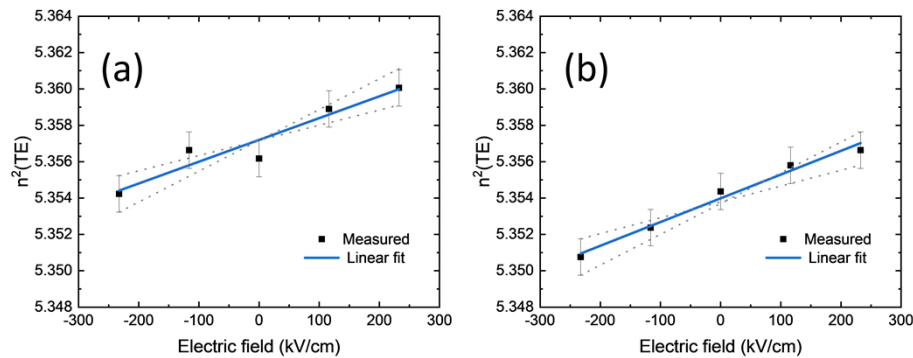 5.364
5.362
5.360
5.358
5.356
5.354
5.352
5.350
5.348
n²(TE)
(a)
Measured
Linear fit
-300 -200 -100 0 100 200 300
Electric field (kV/cm)
5.364
5.362
5.360
5.358
5.356
5.354
5.352
5.350
5.348
n²(TE)
(b)
Measured
Linear fit
-300 -200 -100 0 100 200 300
Electric field (kV/cm)